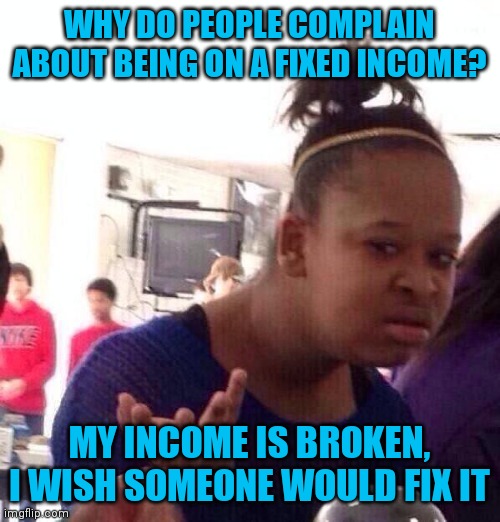 WHY DO PEOPLE COMPLAIN
ABOUT BEING ON A FIXED INCOME?
MY INCOME IS BROKEN,
I WISH SOMEONE WOULD FIX IT
imgflip.com